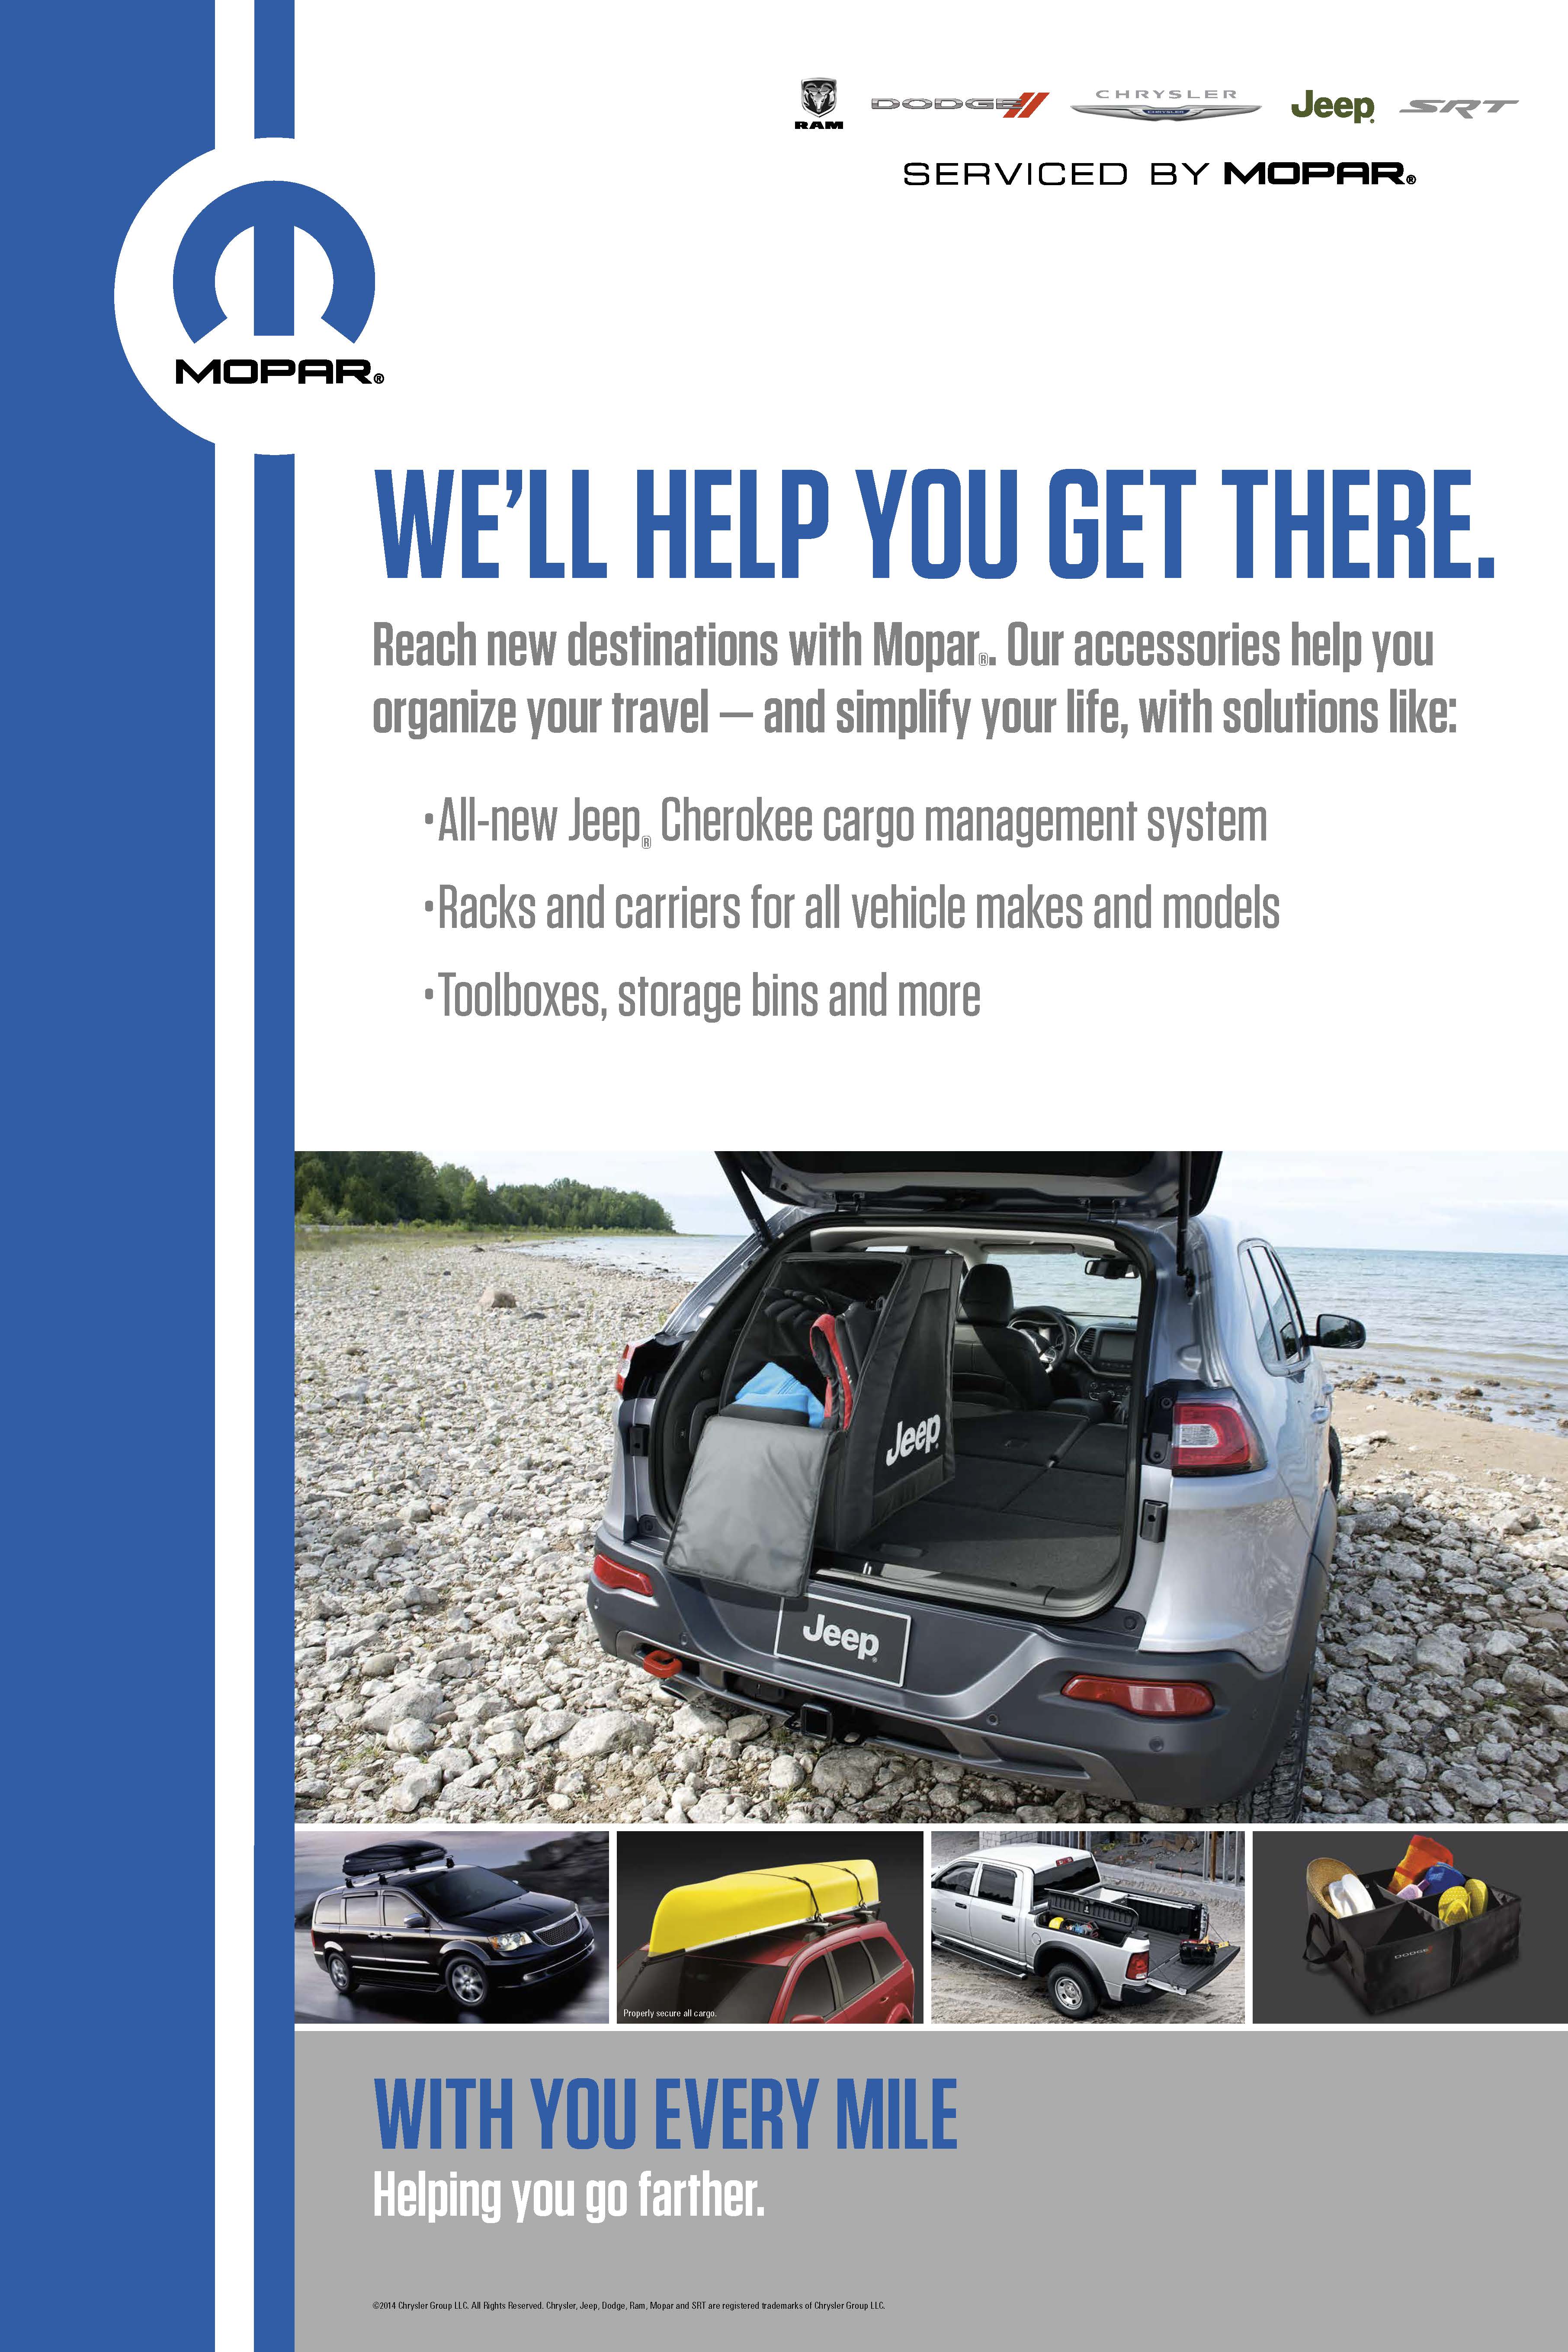 RAM
DODGE
CHRYSLER
CHRYSLER
Jeep®
SRT
SERVICED BY MOPAR®
MOPAR®
WE'LL HELP YOU GET THERE.
Reach new destinations with Mopar®. Our accessories help you
organize your travel — and simplify your life, with solutions like:
• All-new Jeep® Cherokee cargo management system
• Racks and carriers for all vehicle makes and models
• Toolboxes, storage bins and more
Jeep
Jeep
Properly secure all cargo.
DODGE
WITH YOU EVERY MILE
Helping you go farther.
©2014 Chrysler Group LLC. All Rights Reserved. Chrysler, Jeep, Dodge, Ram, Mopar and SRT are registered trademarks of Chrysler Group LLC.